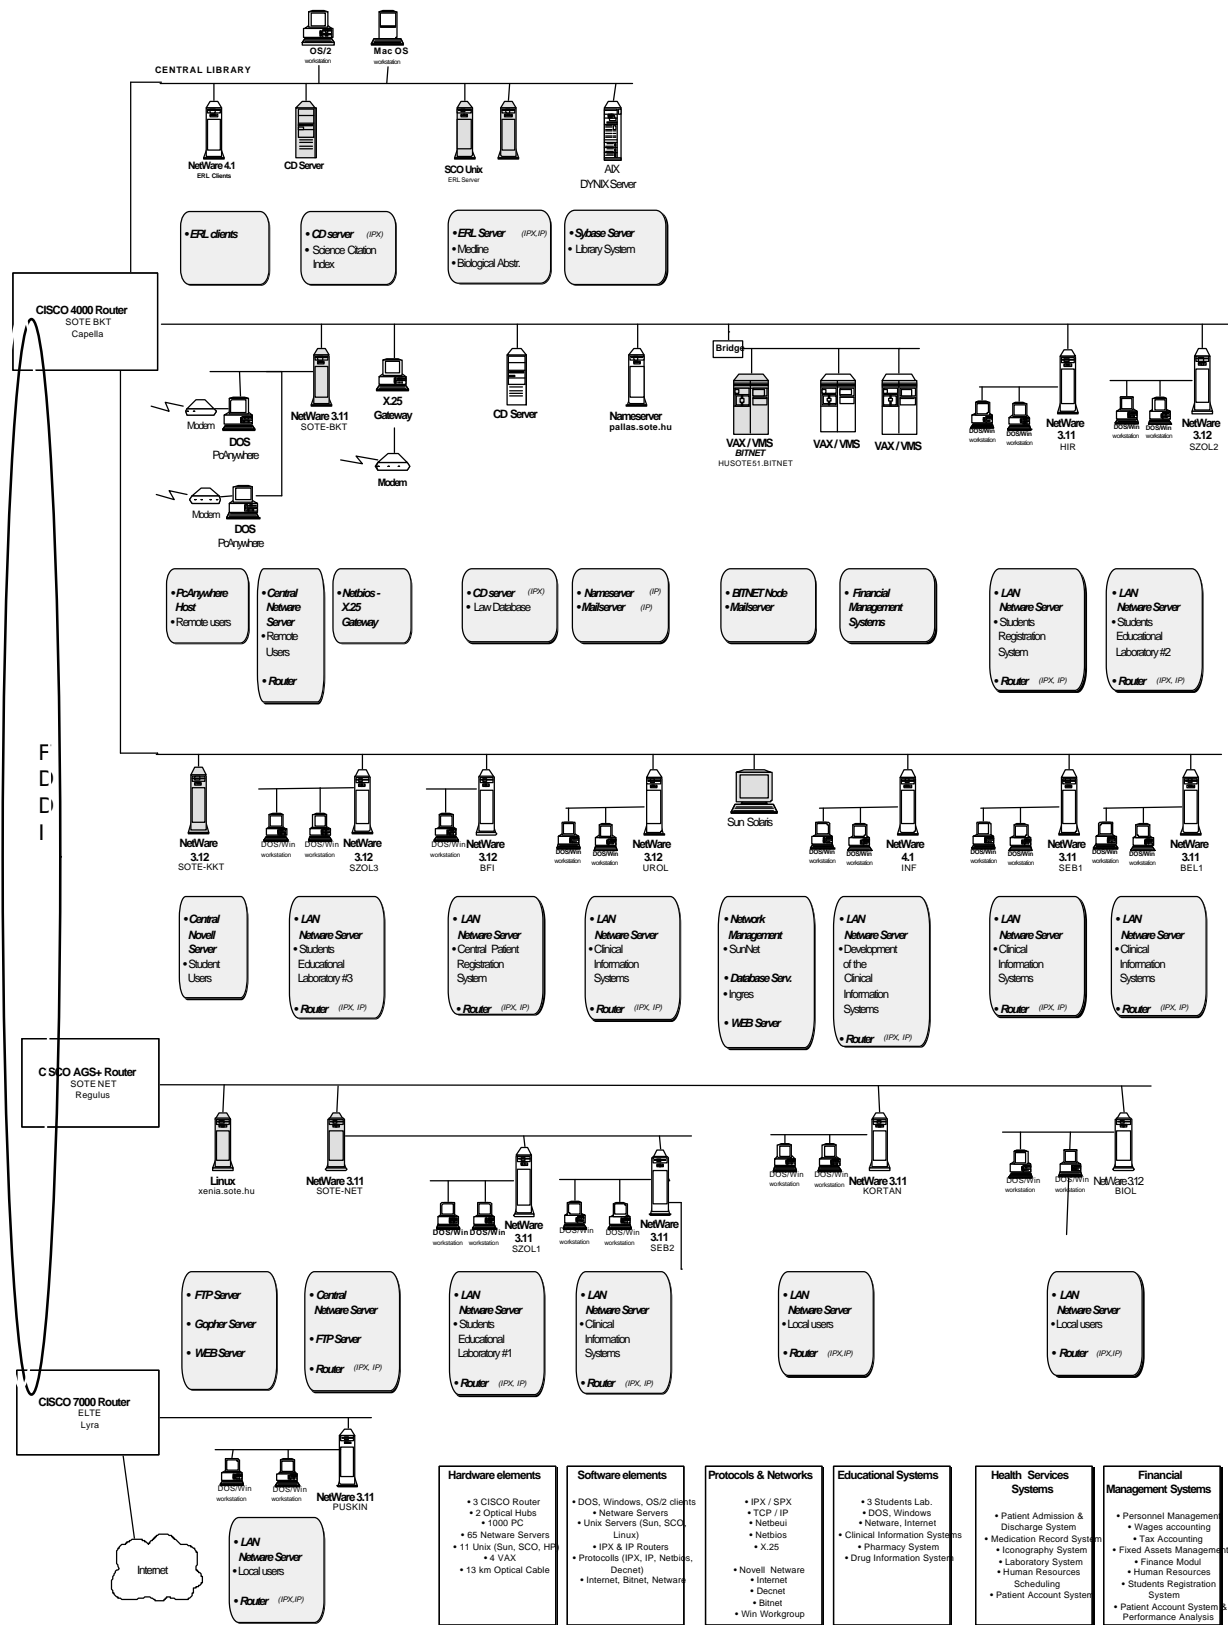 OS/2
workstation
Mac OS
workstation
CENTRAL LIBRARY
NetWare 4.1
ERL Clients
CD Server
SCO Unix
ERL Server
AIX
DYNIX Server
• ERL clients
• CD server (IPX)
• Science Citation
Index
• ERL Server (IPX,IP)
• Medline
• Biological Abstr.
• Sybase Server
• Library System
CISCO 4000 Router
SOTE BKT
Capella
Modem
DOS
PcAnywhere
NetWare 3.11
SOTE-BKT
X.25
Gateway
Modem
Modem
DOS
PcAnywhere
CD Server
Nameserver
pallas.sote.hu
Bridge
VAX / VMS
BITNET
HUSOTE51.BITNET
VAX / VMS
VAX / VMS
DOS/Win
workstation
DOS/Win
workstation
NetWare
3.11
HIR
DOS/Win
workstation
DOS/Win
workstation
NetWare
3.12
SZOL2
• PcAnywhere
Host
• Remote users
• Central
Netware
Server
• Remote
Users
• Router
• Netbios -
X.25
Gateway
• CD server (IPX)
• Law Database
• Nameserver (IP)
• Mailserver (IP)
• BITNET Node
• Mailserver
• Financial
Management
Systems
• LAN
Netware Server
• Students
Registration
System
• Router (IPX, IP)
• LAN
Netware Server
• Students
Educational
Laboratory #2
• Router (IPX, IP)
F
D
D
I
NetWare
3.12
SOTE-KKT
DOS/Win
workstation
DOS/Win
workstation
NetWare
3.12
SZOL3
DOS/Win
workstation
NetWare
3.12
BFI
DOS/Win
workstation
DOS/Win
workstation
NetWare
3.12
UROL
Sun Solaris
DOS/Win
workstation
DOS/Win
workstation
NetWare
4.1
INF
DOS/Win
workstation
DOS/Win
workstation
NetWare
3.11
SEB1
DOS/Win
workstation
DOS/Win
workstation
NetWare
3.11
BEL1
• Central
Novell
Server
• Student
Users
• LAN
Netware Server
• Students
Educational
Laboratory #3
• Router (IPX, IP)
• LAN
Netware Server
• Central Patient
Registration
System
• Router (IPX, IP)
• LAN
Netware Server
• Clinical
Information
Systems
• Router (IPX, IP)
• Network
Management
• SunNet
• Database Serv.
• Ingres
• WEB Server
• LAN
Netware Server
• Development
of the
Clinical
Information
Systems
• Router (IPX, IP)
• LAN
Netware Server
• Clinical
Information
Systems
• Router (IPX, IP)
• LAN
Netware Server
• Clinical
Information
Systems
• Router (IPX, IP)
C SCO AGS+ Router
SOTE NET
Regulus
Linux
xenia.sote.hu
NetWare 3.11
SOTE-NET
DOS/Win
workstation
DOS/Win
workstation
NetWare
3.11
SZOL1
DOS/Win
workstation
DOS/Win
workstation
NetWare
3.11
SEB2
DOS/Win
workstation
DOS/Win
workstation
NetWare 3.11
KORTAN
DOS/Win
workstation
DOS/Win
workstation
NetWare 3.12
BIOL
• FTP Server
• Gopher Server
• WEB Server
• Central
Netware Server
• FTP Server
• Router (IPX, IP)
• LAN
Netware Server
• Students
Educational
Laboratory #1
• Router (IPX, IP)
• LAN
Netware Server
• Clinical
Information
Systems
• Router (IPX, IP)
• LAN
Netware Server
• Local users
• Router (IPX,IP)
• LAN
Netware Server
• Local users
• Router (IPX,IP)
CISCO 7000 Router
ELTE
Lyra
DOS/Win
workstation
DOS/Win
workstation
NetWare 3.11
PUSKIN
Internet
• LAN
Netware Server
• Local users
• Router (IPX,IP)
Hardware elements
• 3 CISCO Router
• 2 Optical Hubs
• 1000 PC
• 65 Netware Servers
• 11 Unix (Sun, SCO, HP)
• 4 VAX
• 13 km Optical Cable
Software elements
• DOS, Windows, OS/2 clients
• Netware Servers
• Unix Servers (Sun, SCO,
Linux)
• IPX & IP Routers
• Protocolls (IPX, IP, Netbios,
Decnet)
• Internet, Bitnet, Netware
Protocols & Networks
• IPX / SPX
• TCP / IP
• Netbeui
• Netbios
• X.25
• Novell Netware
• Internet
• Decnet
• Bitnet
• Win Workgroup
Educational Systems
• 3 Students Lab.
• DOS, Windows
• Netware, Internet
• Clinical Information Systems
• Pharmacy System
• Drug Information System
Health Services
Systems
• Patient Admission &
Discharge System
• Medication Record System
• Iconography System
• Laboratory System
• Human Resources
Scheduling
• Patient Account System
Financial
Management Systems
• Personnel Management
• Wages accounting
• Tax Accounting
• Fixed Assets Management
• Finance Modul
• Human Resources
• Students Registration
System
• Patient Account System &
Performance Analysis